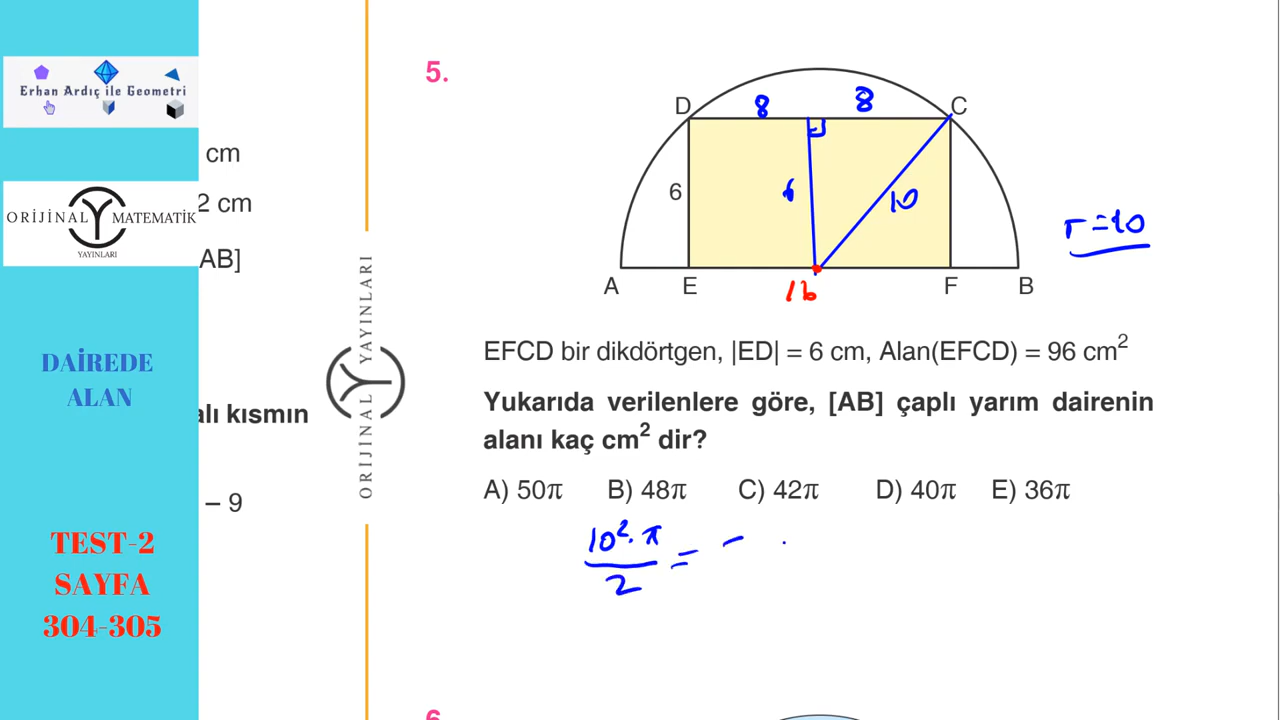 Erhan Ardıç ile Geometri
cm
ORİJİNAL MATEMATİK
YAYINLARI
2 cm
AB]
DAİREDE
ALAN
alı kısmın
– 9
TEST-2
SAYFA
304-305
ORIJINAL YAYINLARI
5.
D 8 8 C
6 6 10
r=10
A E F B
16
EFCD bir dikdörtgen, |ED| = 6 cm, Alan(EFCD) = 96 cm²
Yukarıda verilenlere göre, [AB] çaplı yarım dairenin
alanı kaç cm² dir?
A) 50π B) 48π C) 42π D) 40π E) 36π
10².π
2
=
6